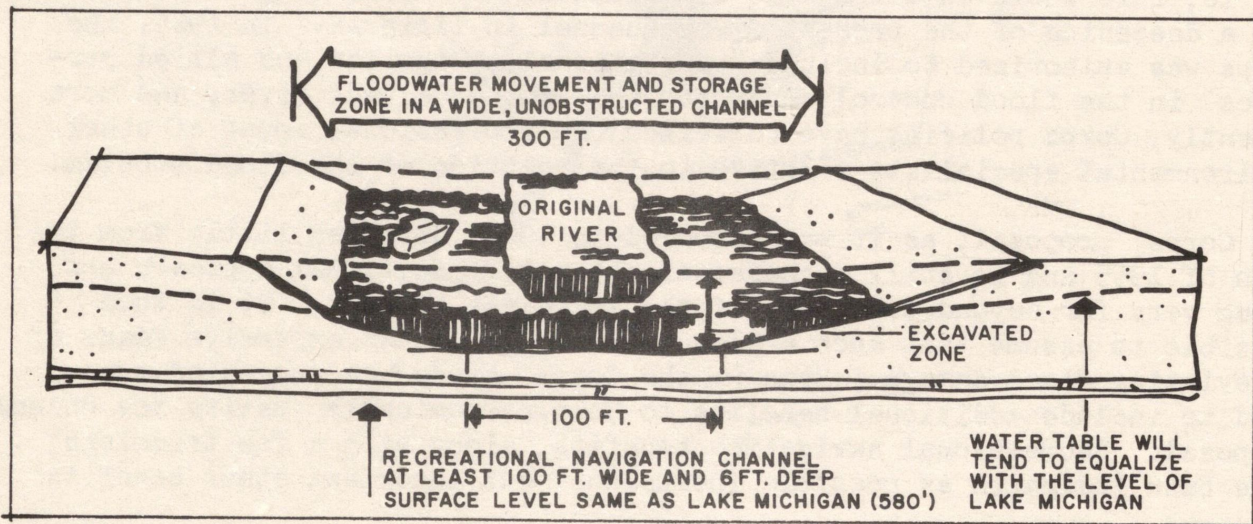 FLOODWATER MOVEMENT AND STORAGE
ZONE IN A WIDE, UNOBSTRUCTED CHANNEL
300 FT.
ORIGINAL
RIVER
EXCAVATED
ZONE
100 FT.
RECREATIONAL NAVIGATION CHANNEL
AT LEAST 100 FT WIDE AND 6 FT. DEEP
SURFACE LEVEL SAME AS LAKE MICHIGAN (580')
WATER TABLE WILL
TEND TO EQUALIZE
WITH THE LEVEL OF
LAKE MICHIGAN